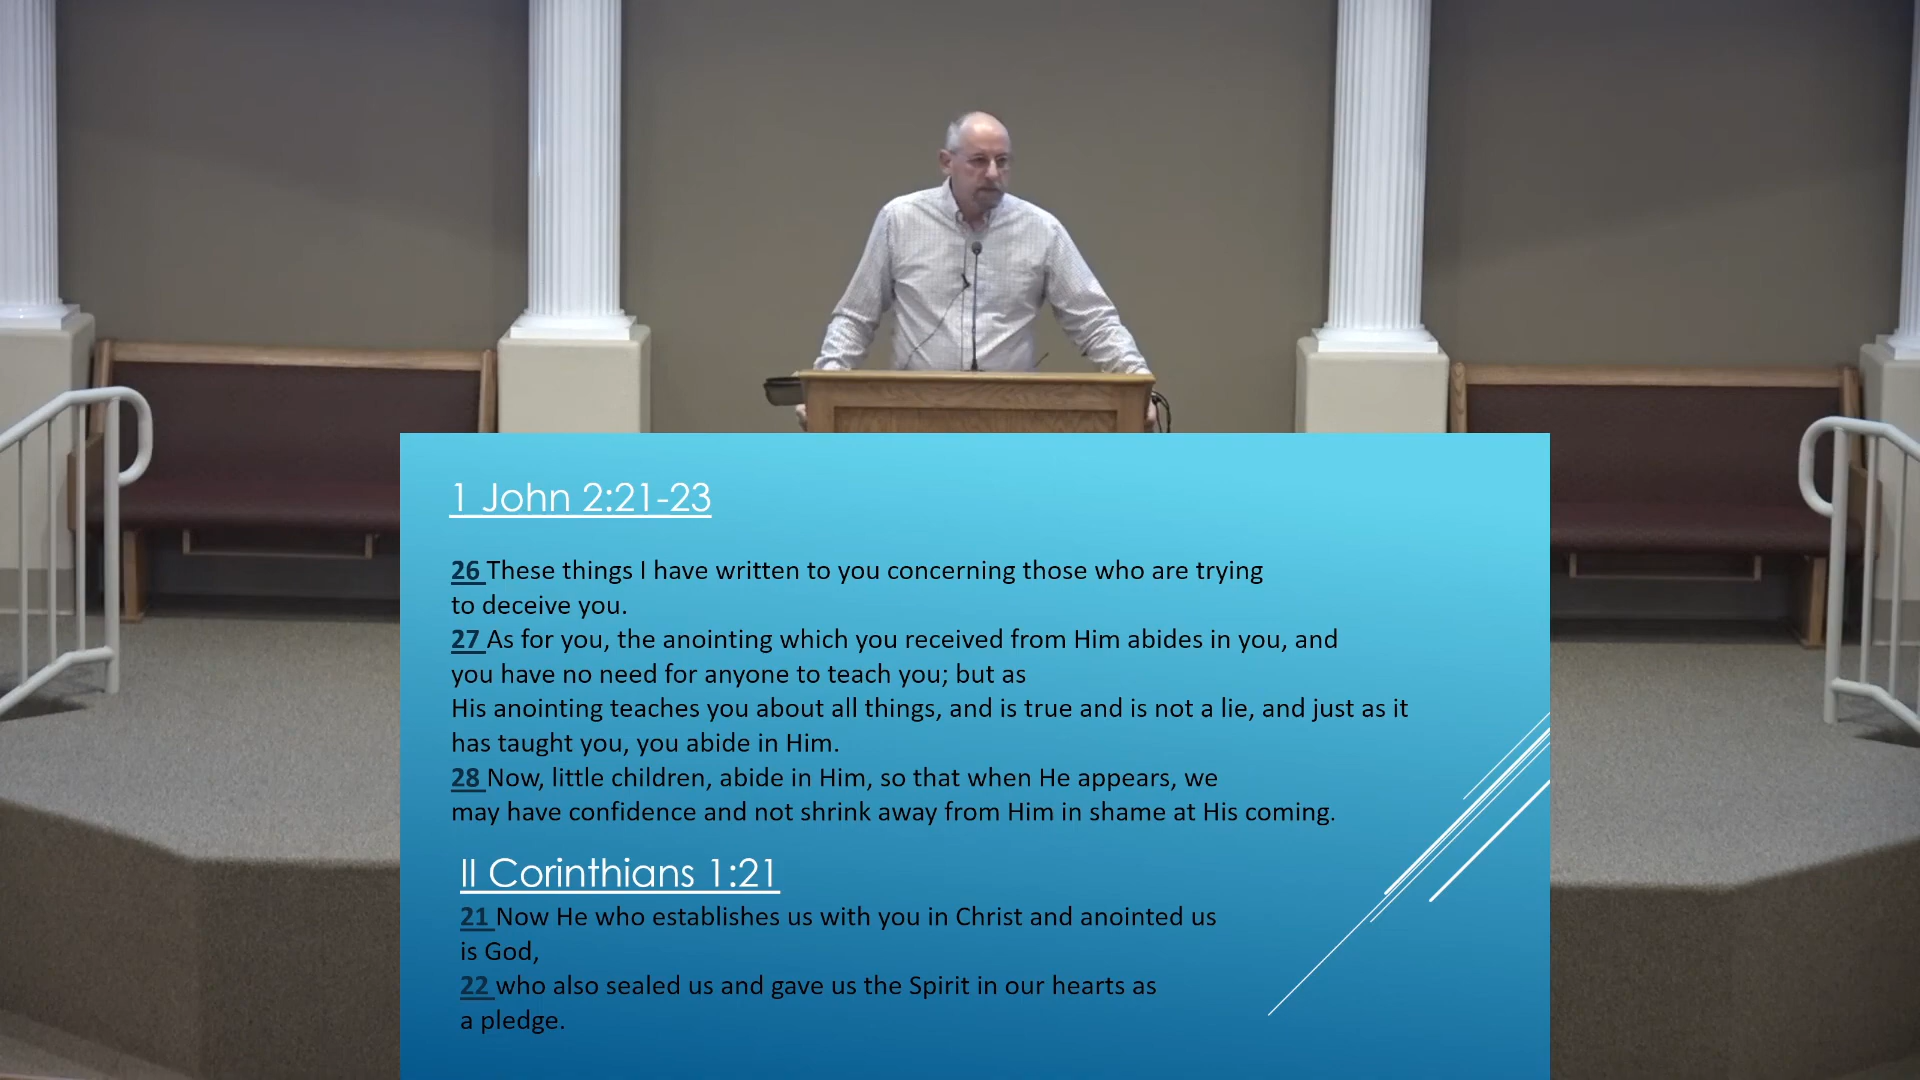 1 John 2:21-23
26 These things I have written to you concerning those who are trying
to deceive you.
27 As for you, the anointing which you received from Him abides in you, and
you have no need for anyone to teach you; but as
His anointing teaches you about all things, and is true and is not a lie, and just as it
has taught you, you abide in Him.
28 Now, little children, abide in Him, so that when He appears, we
may have confidence and not shrink away from Him in shame at His coming.
II Corinthians 1:21
21 Now He who establishes us with you in Christ and anointed us
is God,
22 who also sealed us and gave us the Spirit in our hearts as
a pledge.